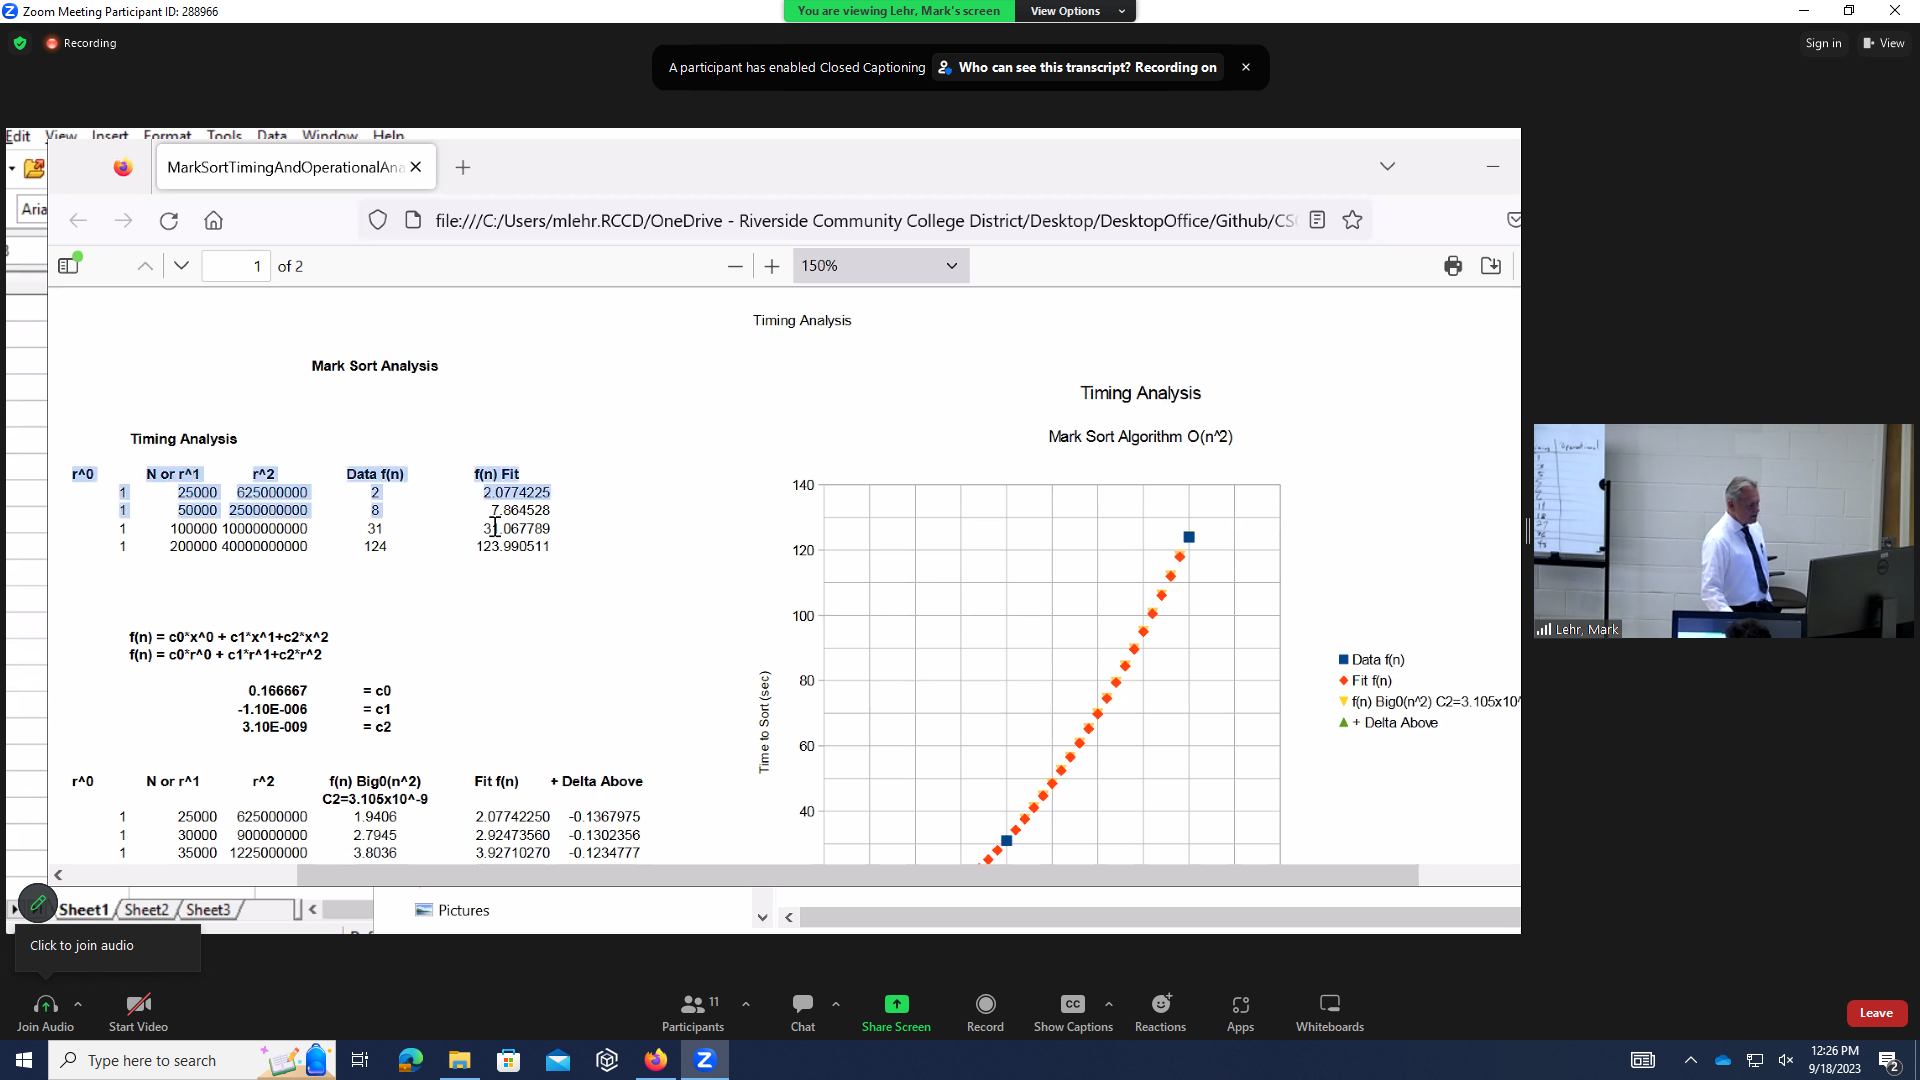 Zoom Meeting Participant ID: 288966
You are viewing Lehr, Mark's screen
View Options
Recording
Sign in
View
A participant has enabled Closed Captioning
Who can see this transcript? Recording on
Edit View Insert Format Tools Data Window Help
MarkSortTimingAndOperationalAna
Aria
file:///C:/Users/mlehr.RCCD/OneDrive - Riverside Community College District/Desktop/DesktopOffice/Github/CSC
1 of 2
150%
Timing Analysis
Mark Sort Analysis
Timing Analysis
r^0 N or r^1 r^2 Data f(n) f(n) Fit
1 25000 625000000 2 2.0774225
1 50000 2500000000 8 7.864528
1 100000 10000000000 31 31.067789
1 200000 40000000000 124 123.990511
f(n) = c0*x^0 + c1*x^1+c2*x^2
f(n) = c0*r^0 + c1*r^1+c2*r^2
0.166667 = c0
-1.10E-006 = c1
3.10E-009 = c2
r^0 N or r^1 r^2 f(n) Big0(n^2) Fit f(n) + Delta Above
C2=3.105x10^-9
1 25000 625000000 1.9406 2.07742250 -0.1367975
1 30000 900000000 2.7945 2.92473560 -0.1302356
1 35000 1225000000 3.8036 3.92710270 -0.1234777
Timing Analysis
Mark Sort Algorithm O(n^2)
140
120
100
80
60
40
Time to Sort (sec)
Data f(n)
Fit f(n)
f(n) Big0(n^2) C2=3.105x10^
+ Delta Above
Sheet1 Sheet2 Sheet3
Pictures
Click to join audio
Operational
Lehr, Mark
Join Audio
Start Video
11
Participants
Chat
Share Screen
Record
CC
Show Captions
Reactions
Apps
Whiteboards
Leave
Type here to search
12:26 PM
9/18/2023
2